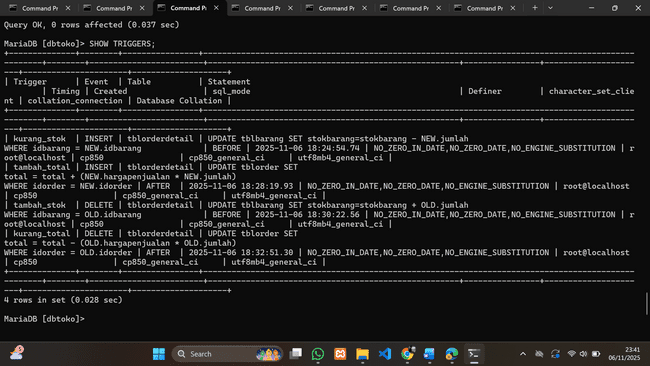 Command Pr Command Pr Command Pr Command Pr Command Pr Command Pr Command Pr
Query OK, 0 rows affected (0.037 sec)
MariaDB [dbtoko]> SHOW TRIGGERS;
| Trigger | Event | Table | Statement
| Timing | Created | sql_mode | Definer | character_set_clie
nt | collation_connection | Database Collation |
| kurang_stok | INSERT | tblorderdetail | UPDATE tblbarang SET stokbarang=stokbarang - NEW.jumlah
WHERE idbarang = NEW.idbarang | BEFORE | 2025-11-06 18:24:54.74 | NO_ZERO_IN_DATE,NO_ZERO_DATE,NO_ENGINE_SUBSTITUTION | r
oot@localhost | cp850 | cp850_general_ci | utf8mb4_general_ci |
| tambah_total | INSERT | tblorderdetail | UPDATE tblorder SET
total = total + (NEW.hargapenjualan * NEW.jumlah)
WHERE idorder = NEW.idorder | AFTER | 2025-11-06 18:28:19.93 | NO_ZERO_IN_DATE,NO_ZERO_DATE,NO_ENGINE_SUBSTITUTION | root@localhost
| cp850 | cp850_general_ci | utf8mb4_general_ci |
| tambah_stok | DELETE | tblorderdetail | UPDATE tblbarang SET stokbarang=stokbarang + OLD.jumlah
WHERE idbarang = OLD.idbarang | BEFORE | 2025-11-06 18:30:22.56 | NO_ZERO_IN_DATE,NO_ZERO_DATE,NO_ENGINE_SUBSTITUTION | r
oot@localhost | cp850 | cp850_general_ci | utf8mb4_general_ci |
| kurang_total | DELETE | tblorderdetail | UPDATE tblorder SET
total = total - (OLD.hargapenjualan * OLD.jumlah)
WHERE idorder = OLD.idorder | AFTER | 2025-11-06 18:32:51.30 | NO_ZERO_IN_DATE,NO_ZERO_DATE,NO_ENGINE_SUBSTITUTION | root@localhost
| cp850 | cp850_general_ci | utf8mb4_general_ci |
4 rows in set (0.028 sec)
MariaDB [dbtoko]>
Search
23:41
06/11/2025